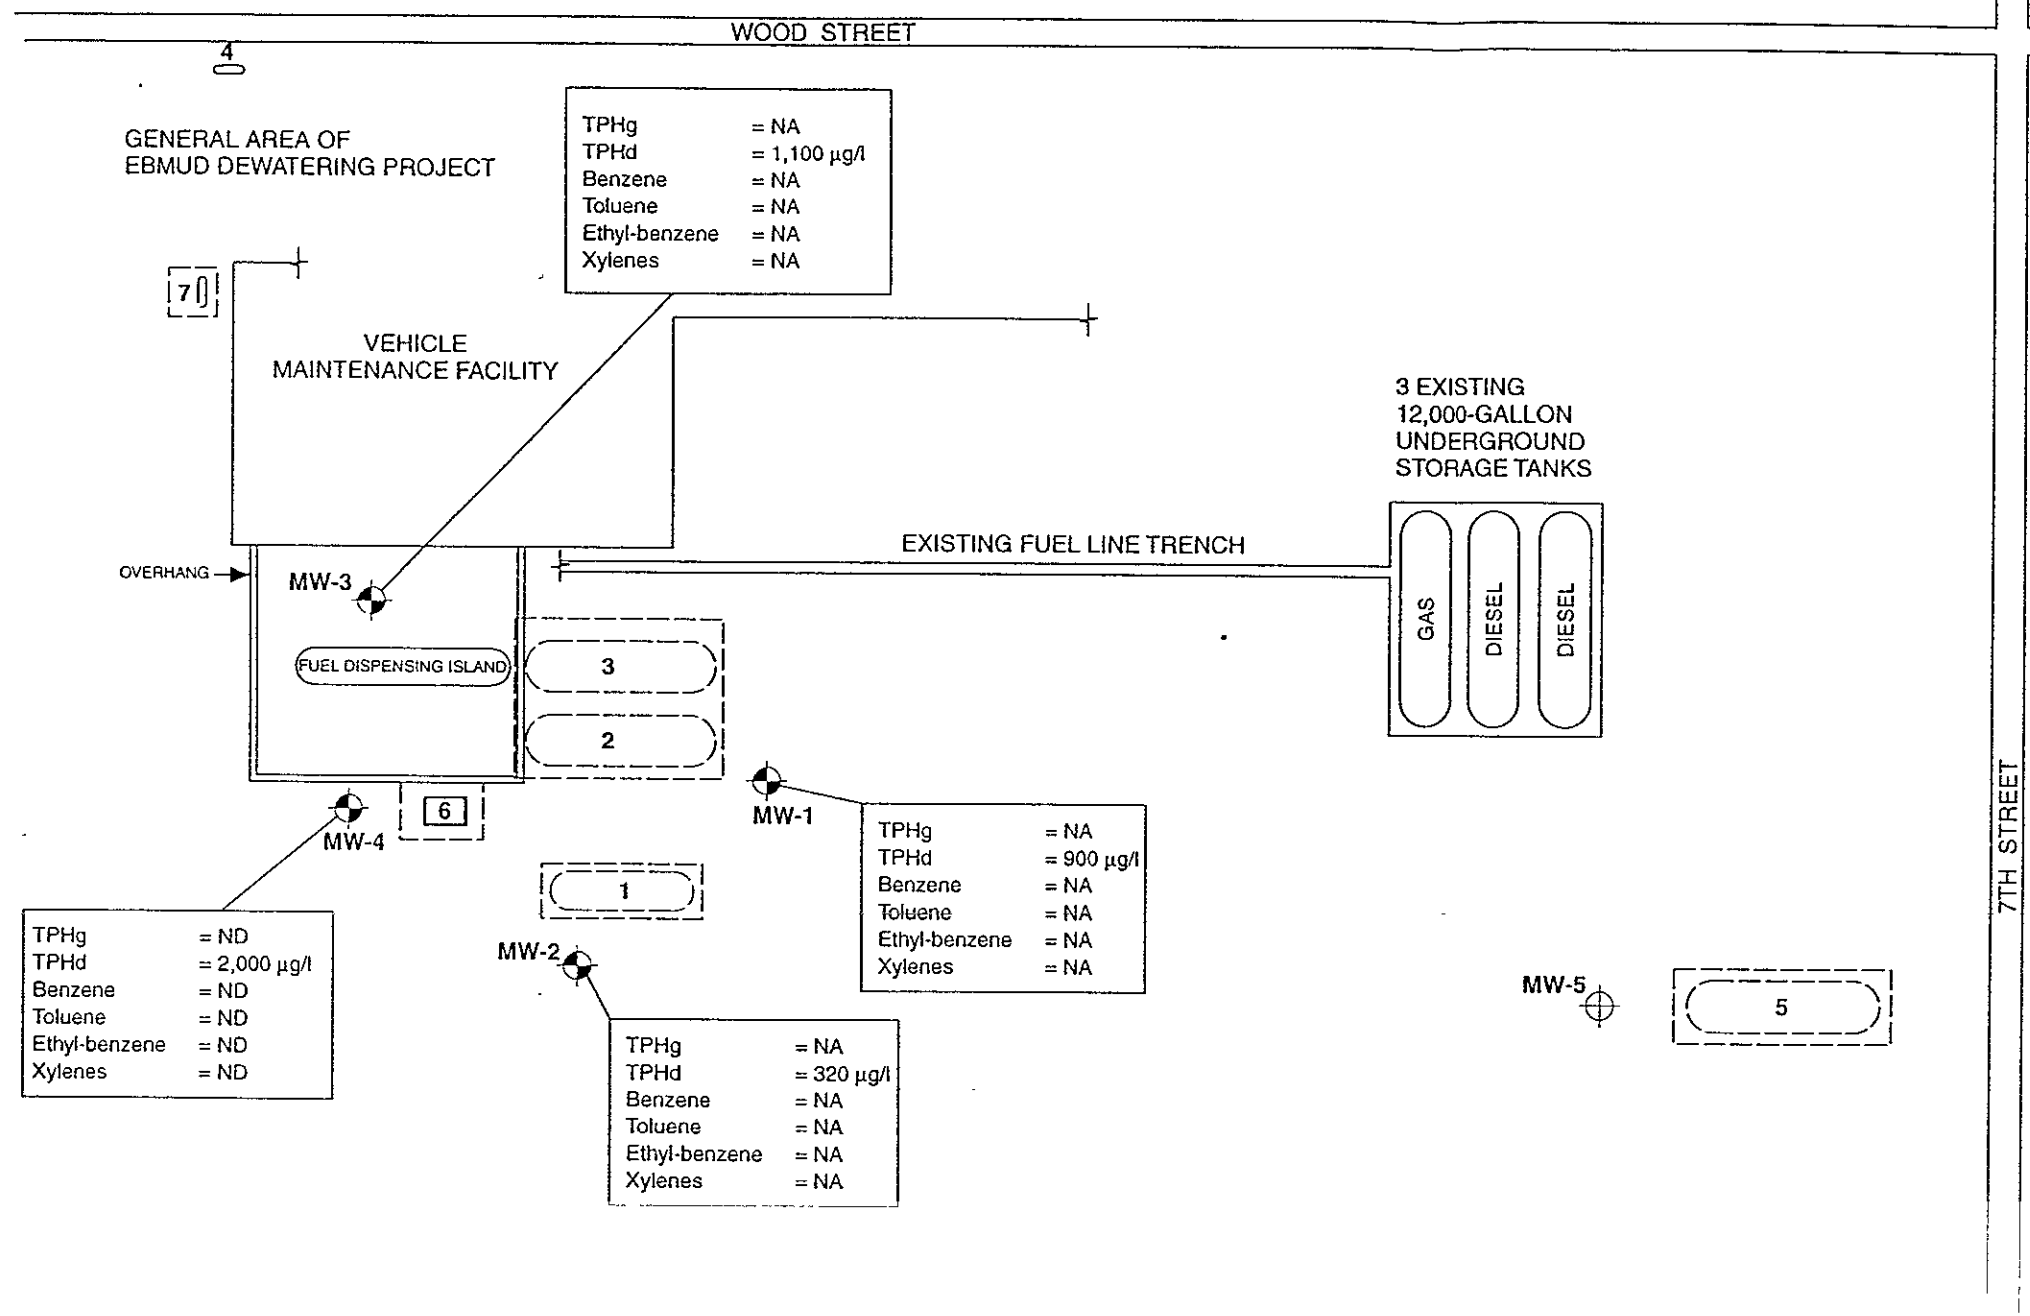 WOOD STREET
4
GENERAL AREA OF
EBMUD DEWATERING PROJECT
TPHg = NA
TPHd = 1,100 µg/l
Benzene = NA
Toluene = NA
Ethyl-benzene = NA
Xylenes = NA
7
VEHICLE
MAINTENANCE FACILITY
3 EXISTING
12,000-GALLON
UNDERGROUND
STORAGE TANKS
EXISTING FUEL LINE TRENCH
OVERHANG
MW-3
GAS
DIESEL
DIESEL
FUEL DISPENSING ISLAND
3
2
6
MW-4
MW-1
TPHg = NA
TPHd = 900 µg/l
Benzene = NA
Toluene = NA
Ethyl-benzene = NA
Xylenes = NA
7TH STREET
1
TPHg = ND
TPHd = 2,000 µg/l
Benzene = ND
Toluene = ND
Ethyl-benzene = ND
Xylenes = ND
MW-2
MW-5
5
TPHg = NA
TPHd = 320 µg/l
Benzene = NA
Toluene = NA
Ethyl-benzene = NA
Xylenes = NA